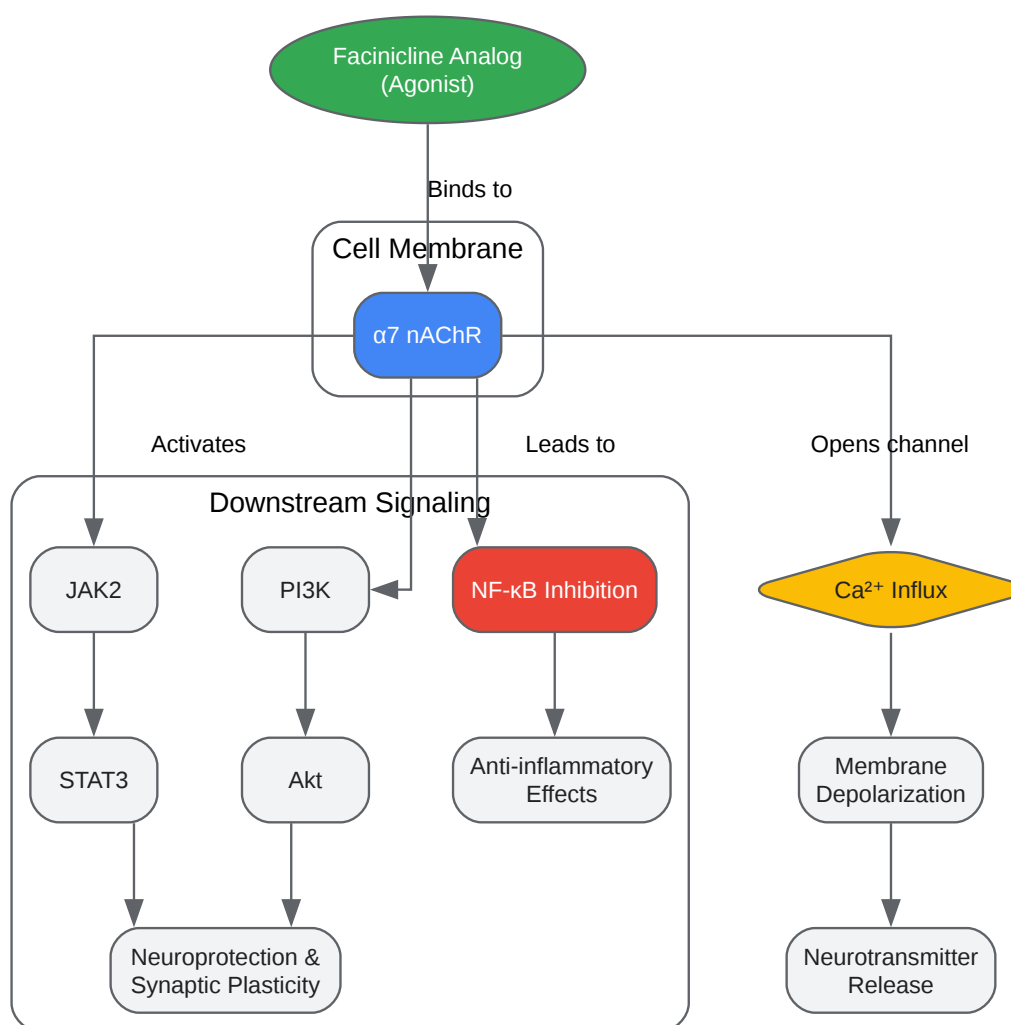 Facinicline Analog
(Agonist)
Binds to
Cell Membrane
α7 nAChR
Activates
Leads to
Opens channel
Downstream Signaling
JAK2
PI3K
NF-κB Inhibition
Ca²⁺ Influx
STAT3
Akt
Anti-inflammatory
Effects
Membrane
Depolarization
Neuroprotection &
Synaptic Plasticity
Neurotransmitter
Release